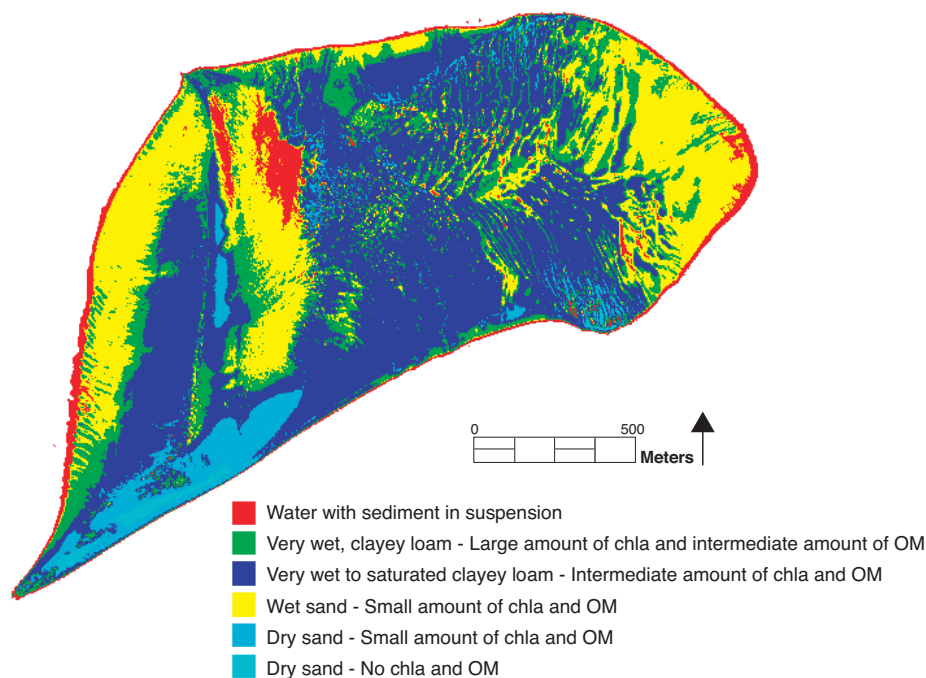 0 500
Meters
Water with sediment in suspension
Very wet, clayey loam - Large amount of chla and intermediate amount of OM
Very wet to saturated clayey loam - Intermediate amount of chla and OM
Wet sand - Small amount of chla and OM
Dry sand - Small amount of chla and OM
Dry sand - No chla and OM